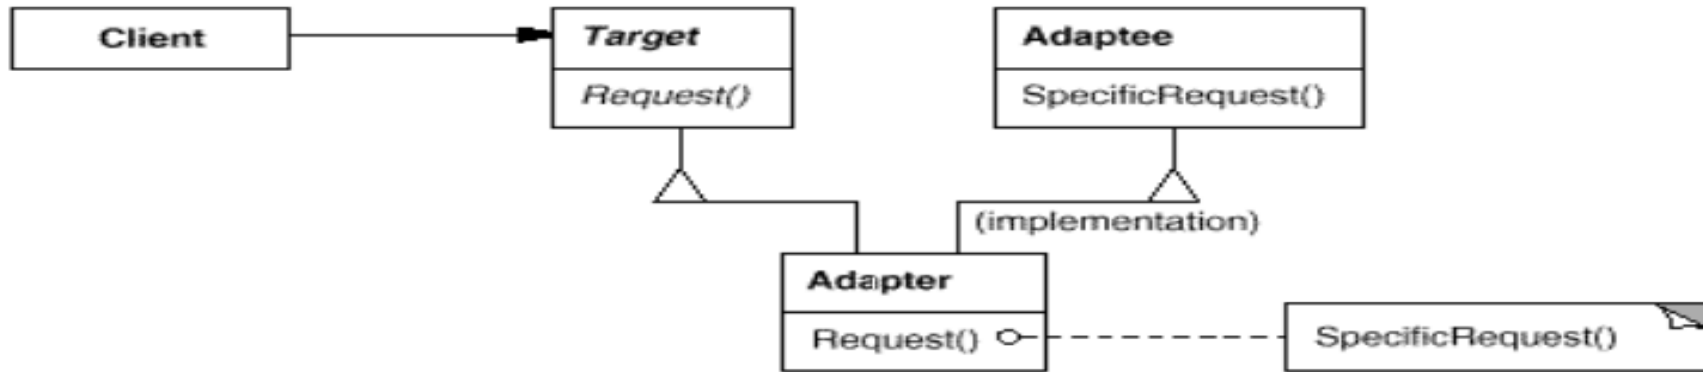 Client
Target
Request()
Adaptee
SpecificRequest()
(implementation)
Adapter
Request()
SpecificRequest()